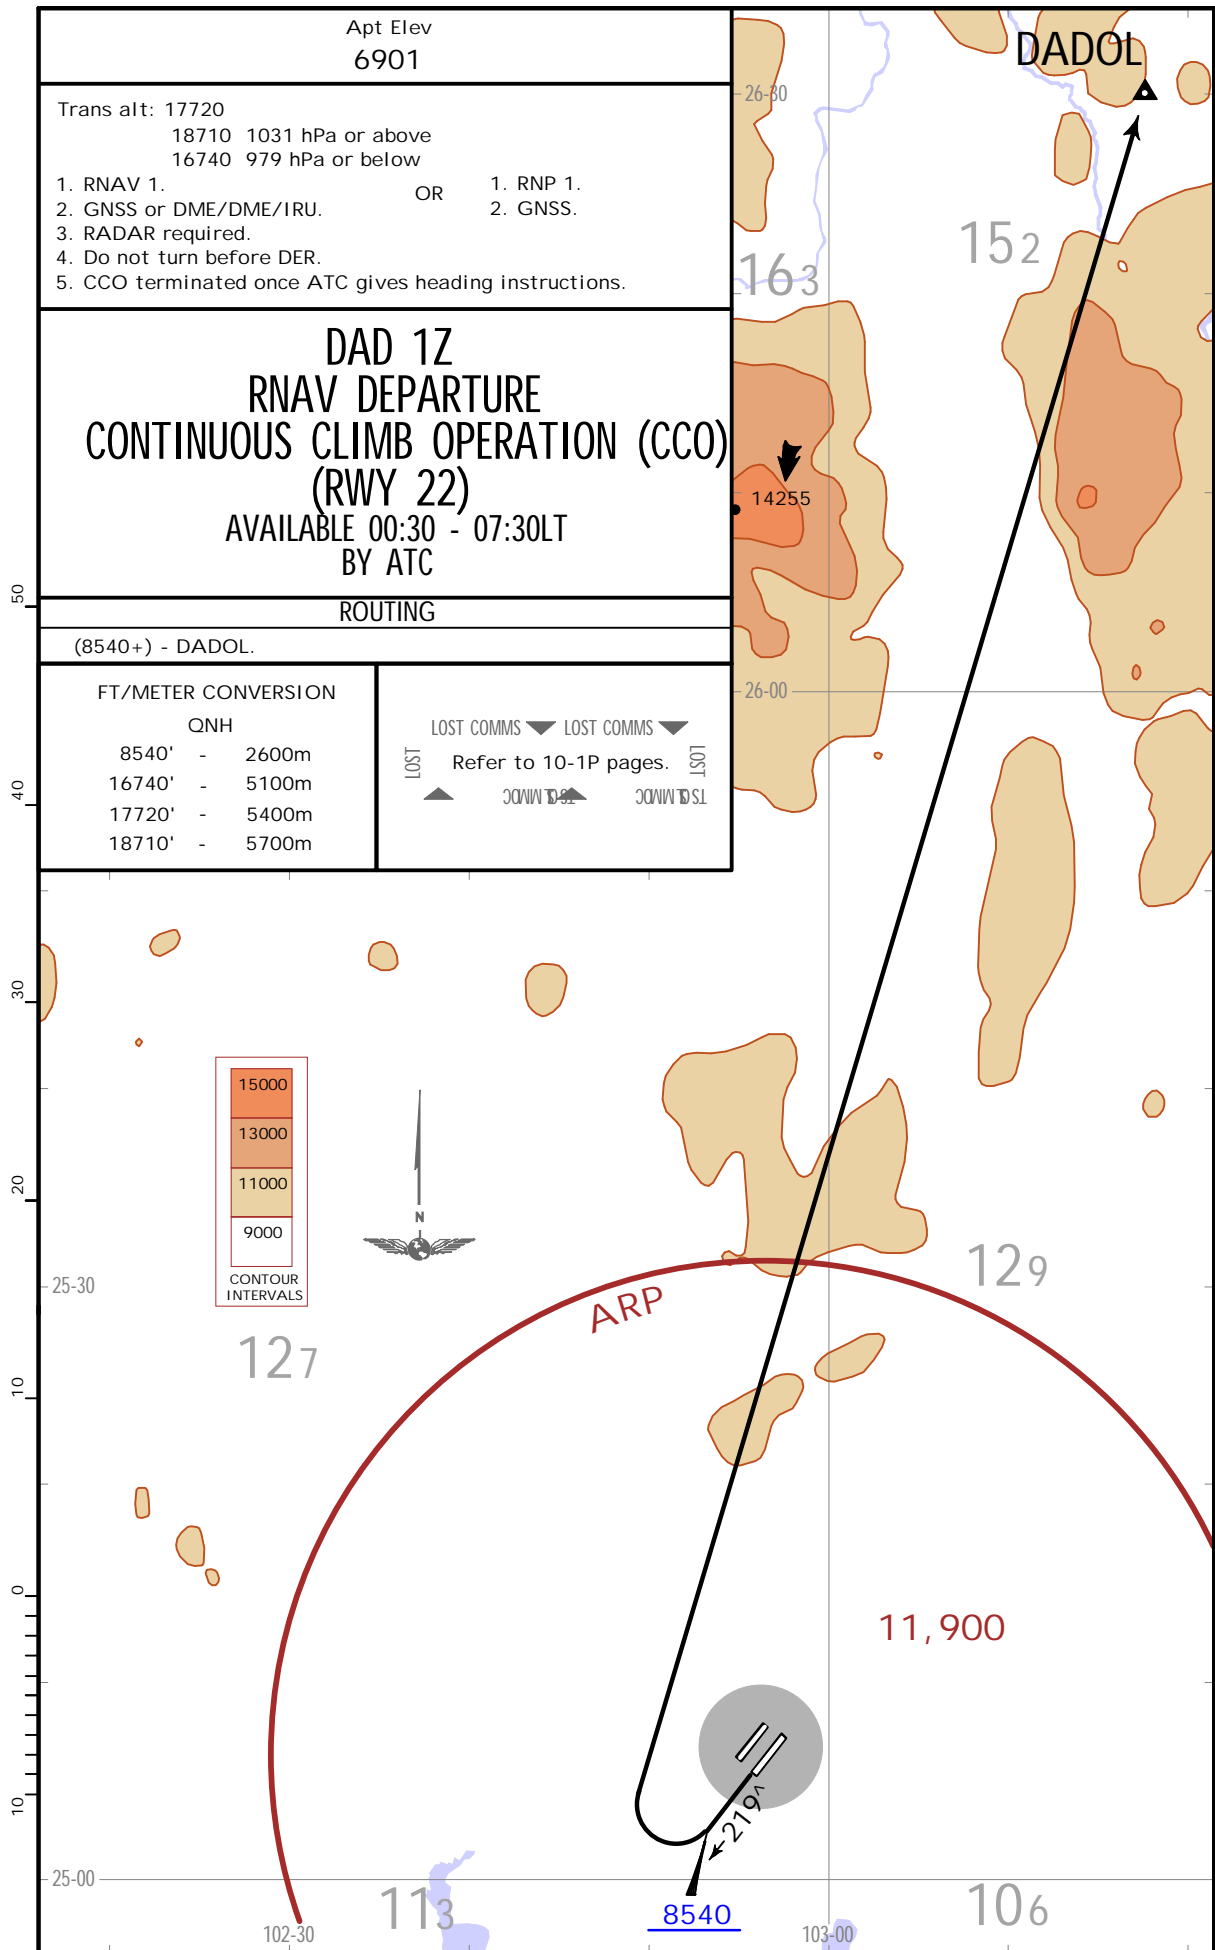 Apt Elev
6901
Trans alt: 17720
18710 1031 hPa or above
16740 979 hPa or below
1. RNAV 1.
2. GNSS or DME/DME/IRU.
OR
1. RNP 1.
2. GNSS.
3. RADAR required.
4. Do not turn before DER.
5. CCO terminated once ATC gives heading instructions.
DAD 1Z
RNAV DEPARTURE
CONTINUOUS CLIMB OPERATION (CCO)
(RWY 22)
AVAILABLE 00:30 - 07:30LT
BY ATC
ROUTING
(8540+) - DADOL.
FT/METER CONVERSION
QNH
8540' - 2600m
16740' - 5100m
17720' - 5400m
18710' - 5700m
LOST COMMS LOST COMMS
LOST
Refer to 10-1P pages.
LOST
DADOL
26-30
152
163
14255
26-00
50
40
30
20
10
0
10
15000
13000
11000
9000
CONTOUR
INTERVALS
N
25-30
ARP
129
127
11,900
219^
25-00
8540
113
106
102-30
103-00